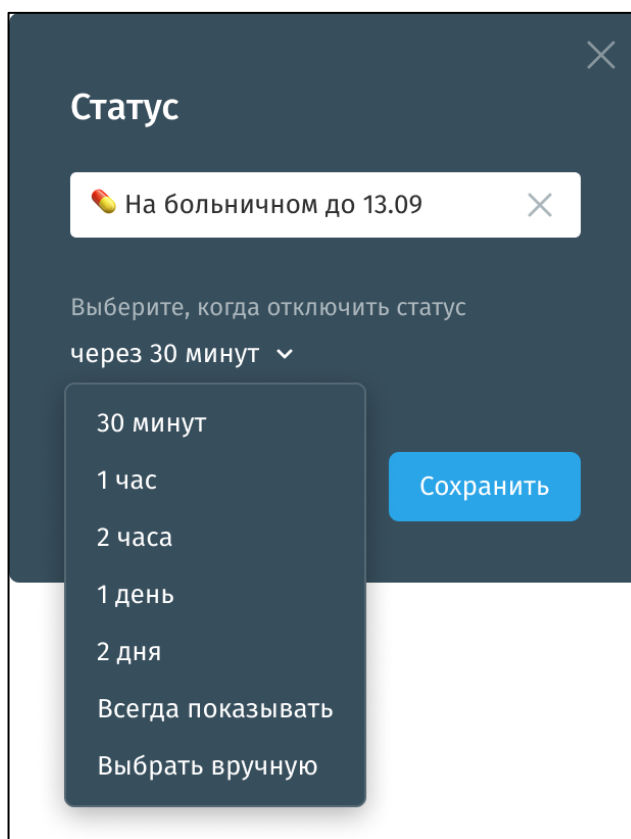 Статус
💊 На больничном до 13.09
Выберите, когда отключить статус
через 30 минут
30 минут
1 час
Сохранить
2 часа
1 день
2 дня
Всегда показывать
Выбрать вручную